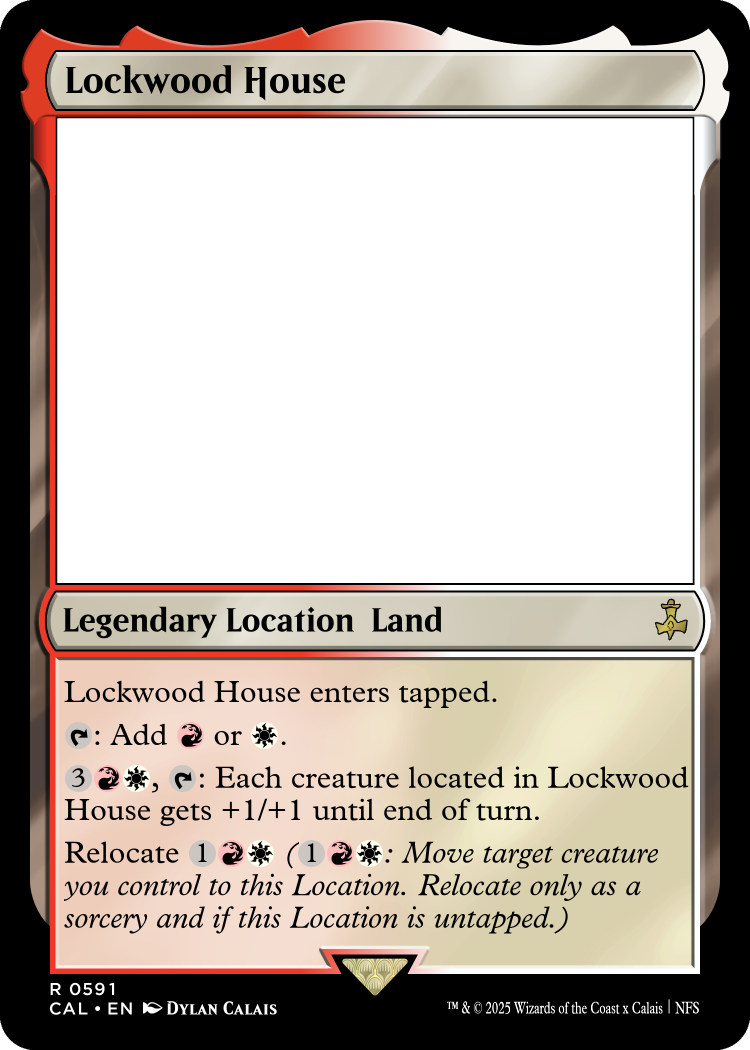 Lockwood House
Legendary Location Land
Lockwood House enters tapped.
: Add or .
3 , : Each creature located in Lockwood
House gets +1/+1 until end of turn.
Relocate 1 (1 : Move target creature
you control to this Location. Relocate only as a
sorcery and if this Location is untapped.)
R 0591
CAL • EN Dylan Calais
™ & © 2025 Wizards of the Coast x Calais | NFS